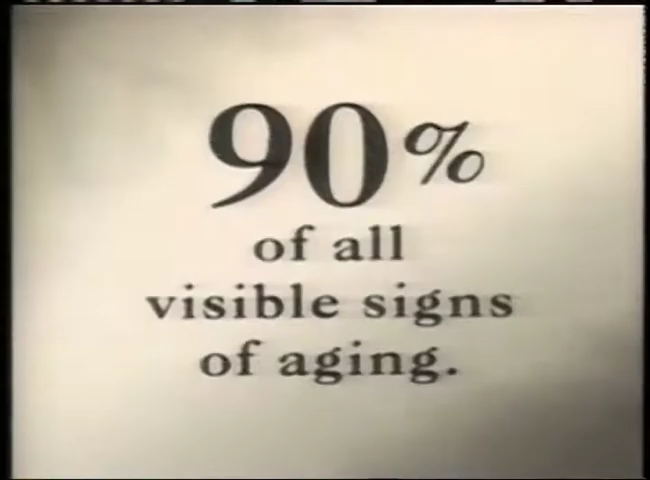 90%
of all
visible signs
of aging.